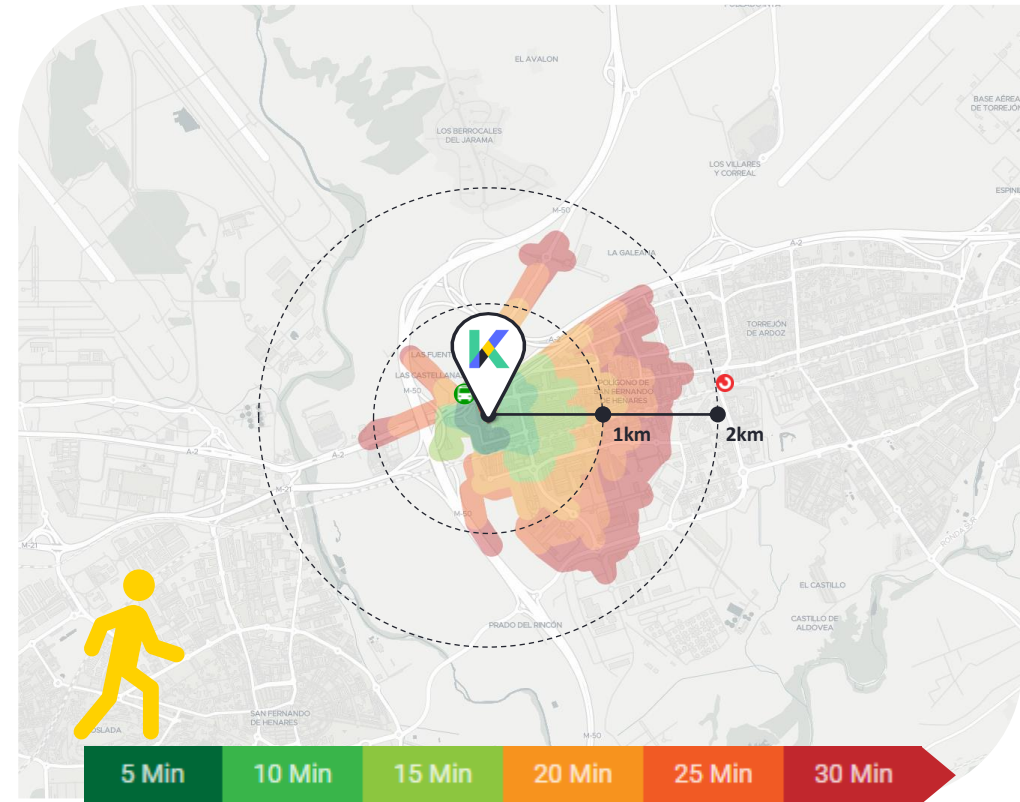 EL AVALON
BASE AÉREA
DE TORREJÓN
LOS BERROCALES
DEL JARAMA
LOS VILLARES
Y CORREAL
M-50
A-2
LA GALEANA
TORREJÓN
DE ARDOZ
A-2
LAS CASTELLANAS
M-50
POLÍGONO DE
SAN FERNANDO
DE HENARES
1km
2km
A-2
A-2
M-21
M-50
M-21
EL CASTILLO
CASTILLO DE
ALDOVEA
PRADO DEL RINCÓN
SAN FERNANDO
DE HENARES
M-50
5 Min
10 Min
15 Min
20 Min
25 Min
30 Min